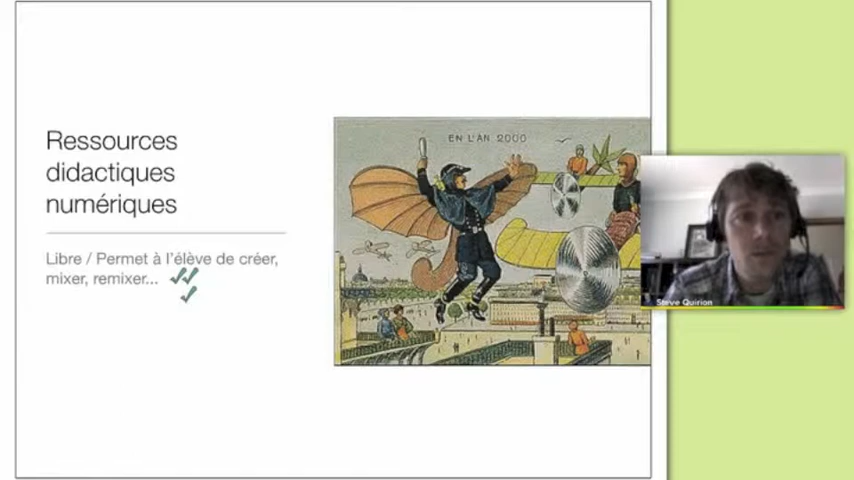 Ressources
didactiques
numériques
Libre / Permet à l'élève de créer,
mixer, remixer...
EN L'AN 2000
Steve Quirion